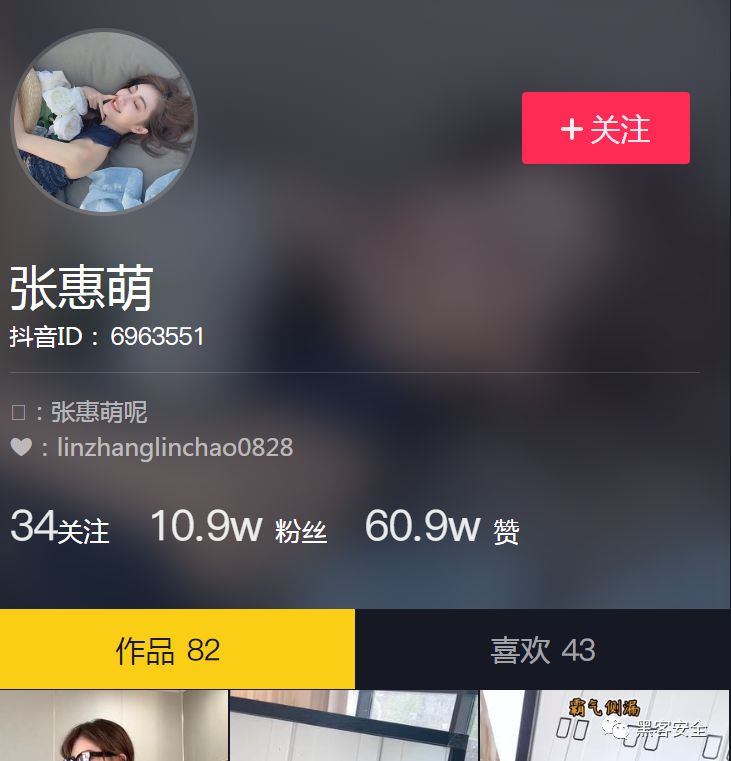 + 关注
张惠萌
抖音ID： 6963551
：张惠萌呢
：linzhanglinchao0828
34关注 10.9w 粉丝 60.9w 赞
作品 82 喜欢 43
霸气侧漏
黑客安全